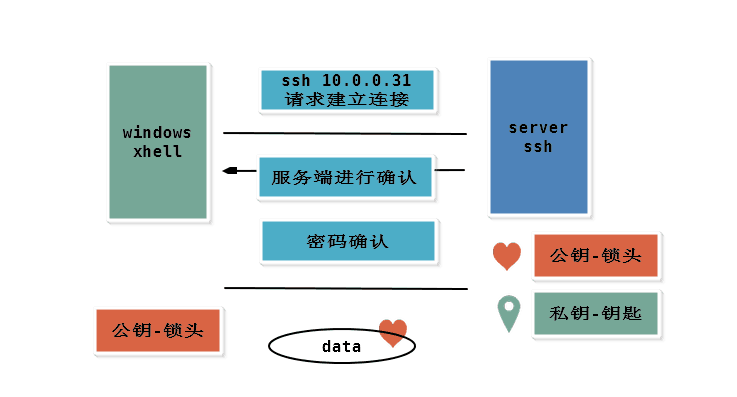 ssh 10.0.0.31
请求建立连接
windows
xhell
server
ssh
服务端进行确认
密码确认
公钥-锁头
私钥-钥匙
公钥-锁头
data